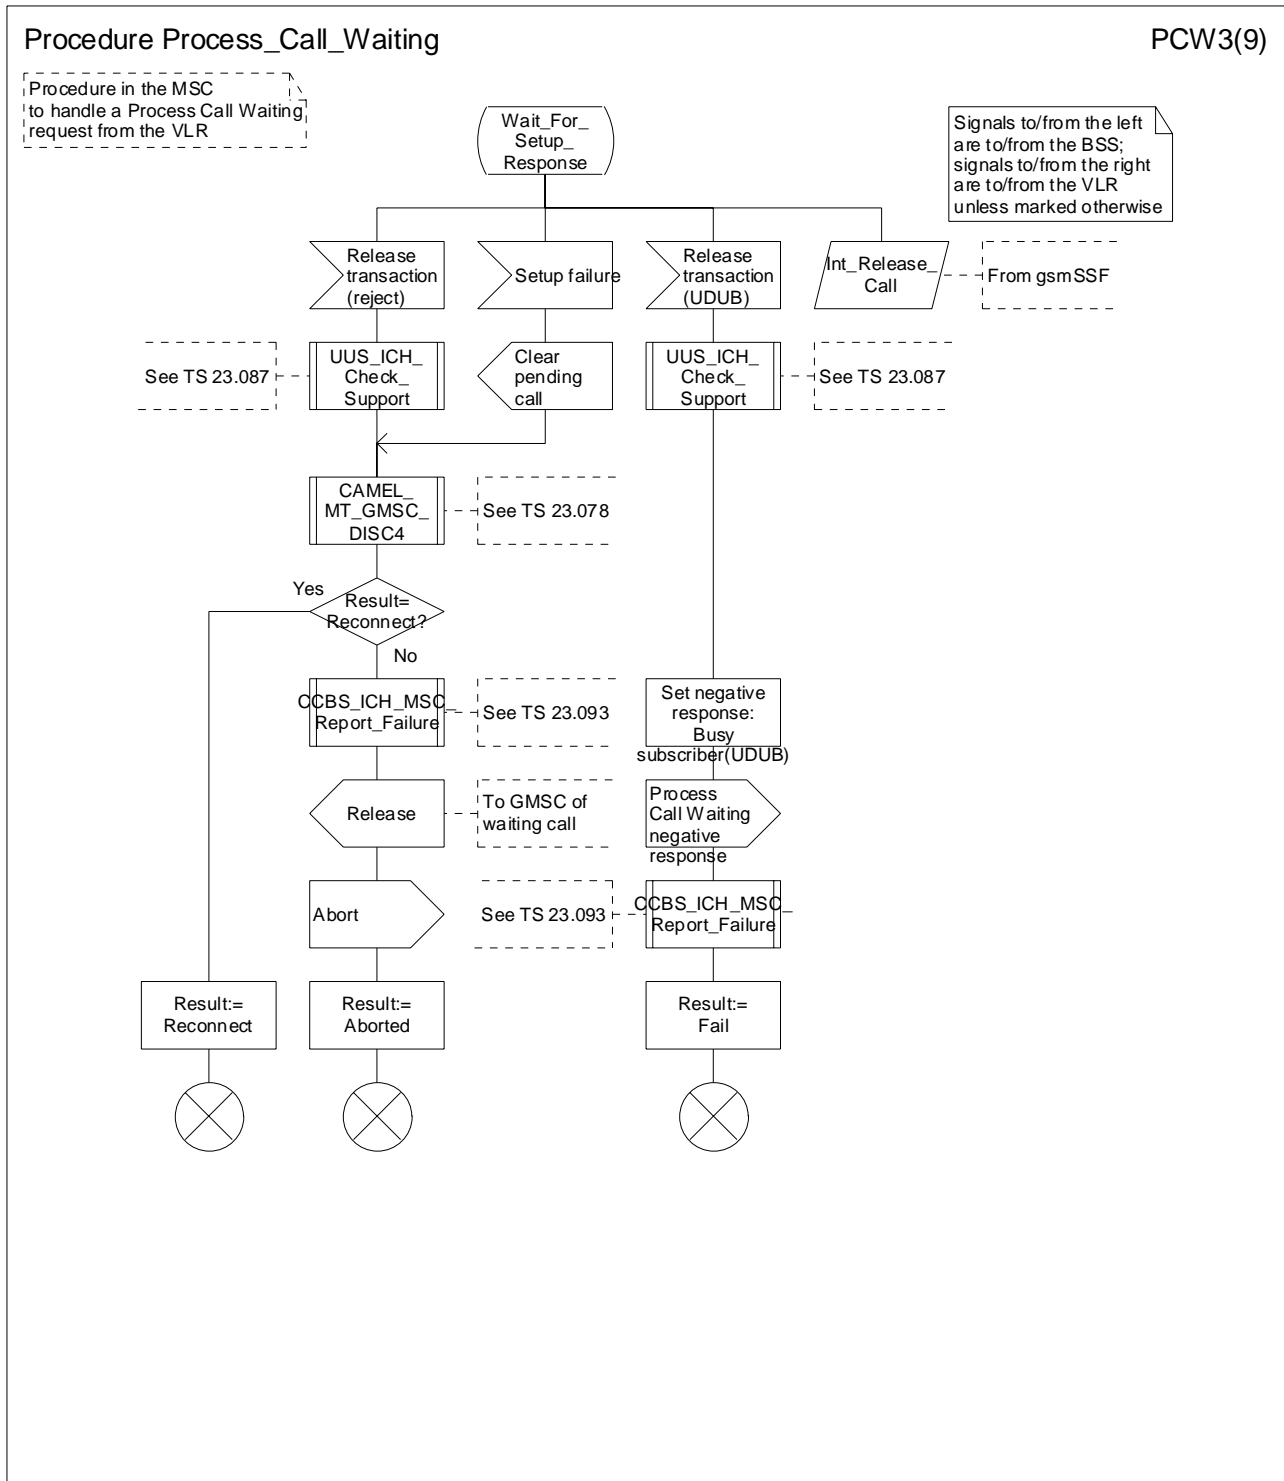 Procedure Process_Call_Waiting
PCW3(9)
Procedure in the MSC
to handle a Process Call Waiting
request from the VLR
Wait_For_
Setup_
Response
Signals to/from the left
are to/from the BSS;
signals to/from the right
are to/from the VLR
unless marked otherwise
Release
transaction
(reject)
Setup failure
Release
transaction
(UDUB)
Int_Release_
Call
From gsmSSF
See TS 23.087
UUS_ICH_
Check_
Support
Clear
pending
call
UUS_ICH_
Check_
Support
See TS 23.087
CAMEL_
MT_GMSC_
DISC4
See TS 23.078
Yes
Result=
Reconnect?
No
CCBS_ICH_MSC_
Report_Failure
See TS 23.093
Set negative
response:
Busy
subscriber(UDUB)
Release
To GMSC of
waiting call
Process
Call Waiting
negative
response
Abort
See TS 23.093
CCBS_ICH_MSC_
Report_Failure
Result:=
Reconnect
Result:=
Aborted
Result:=
Fail